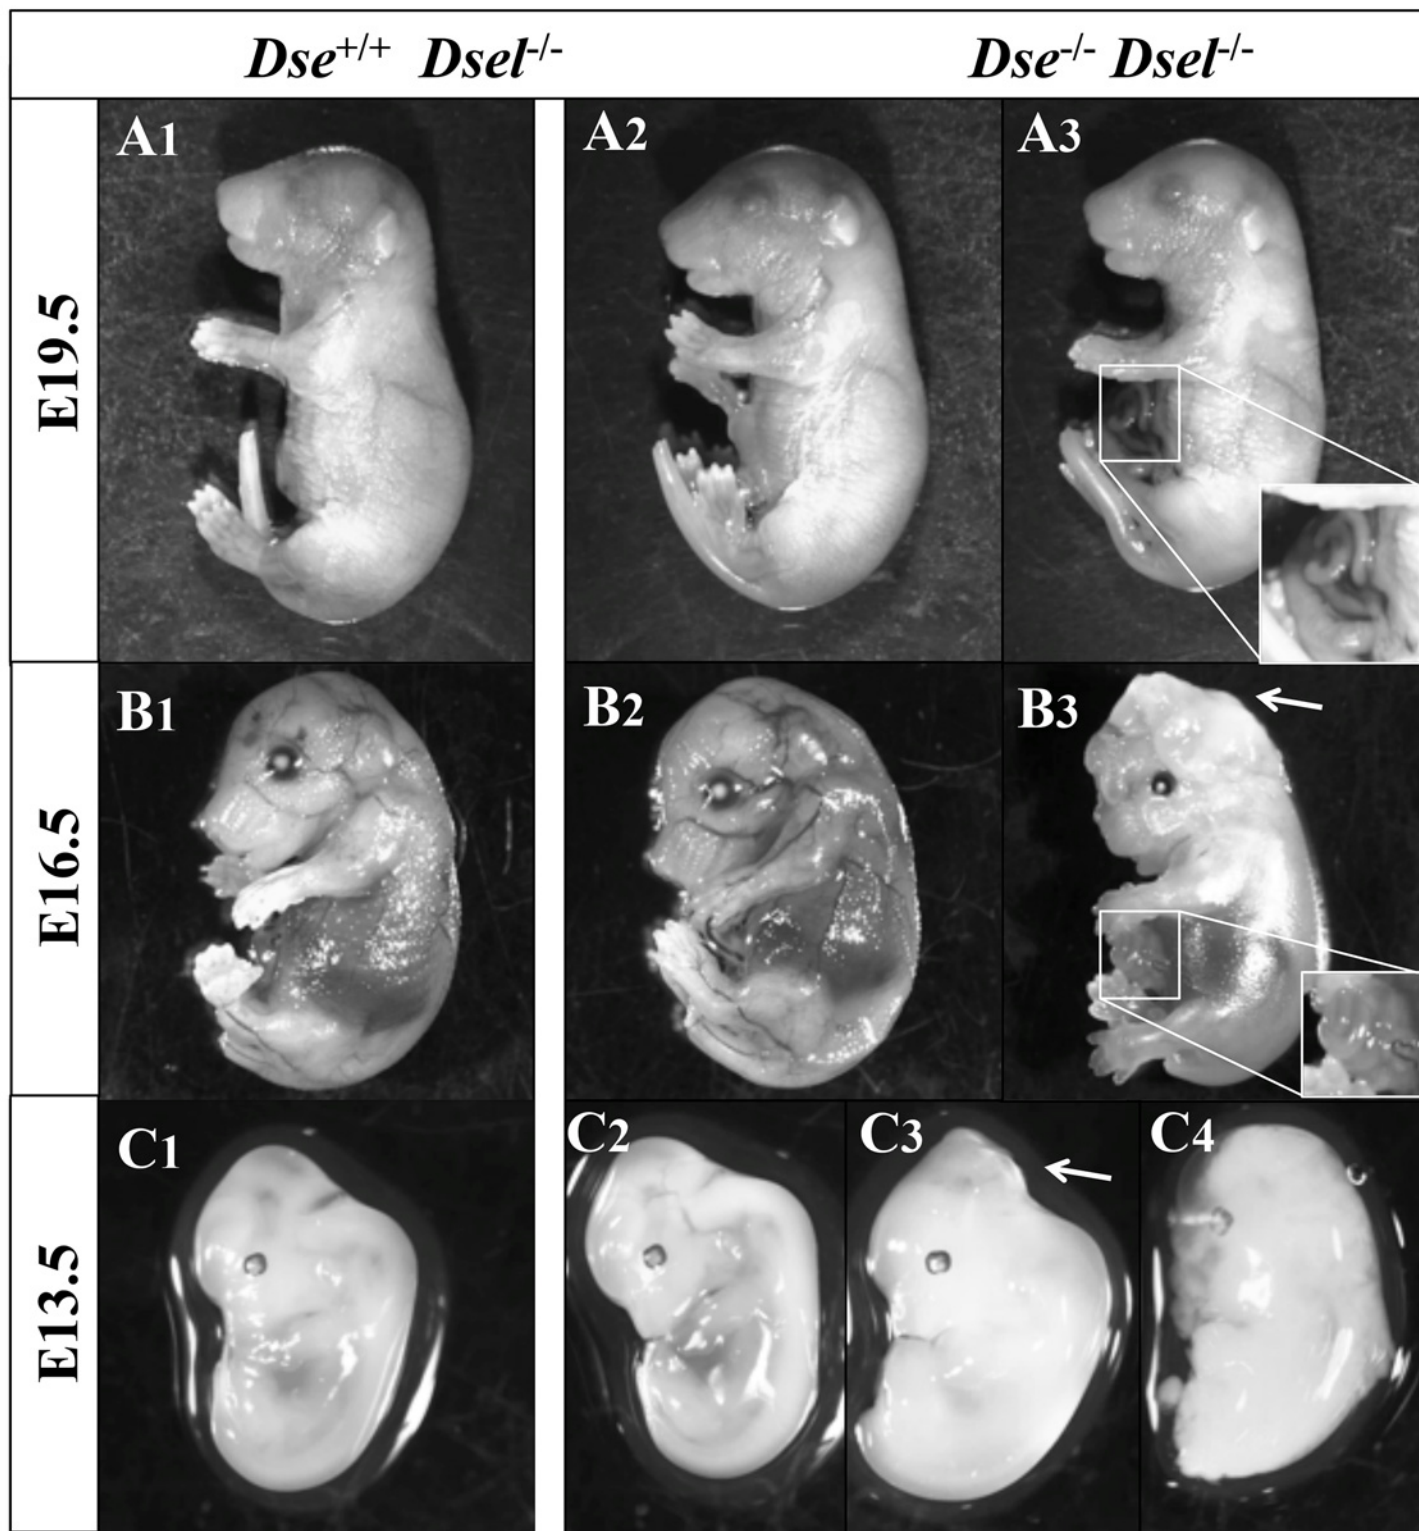 Dse+/+ Dsel-/-
Dse-/- Dsel-/-
E19.5
A1
A2
A3
E16.5
B1
B2
B3
E13.5
C1
C2
C3
C4